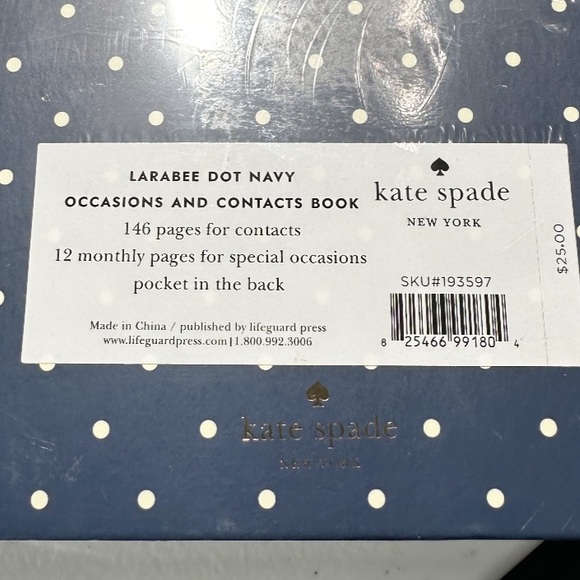 LARABEE DOT NAVY
OCCASIONS AND CONTACTS BOOK
146 pages for contacts
12 monthly pages for special occasions
pocket in the back
Made in China / published by lifeguard press
www.lifeguardpress.com | 1.800.992.3006
kate spade
NEW YORK
SKU#193597
8 25466 99180 4
$25.00
kate spade
NEW YORK